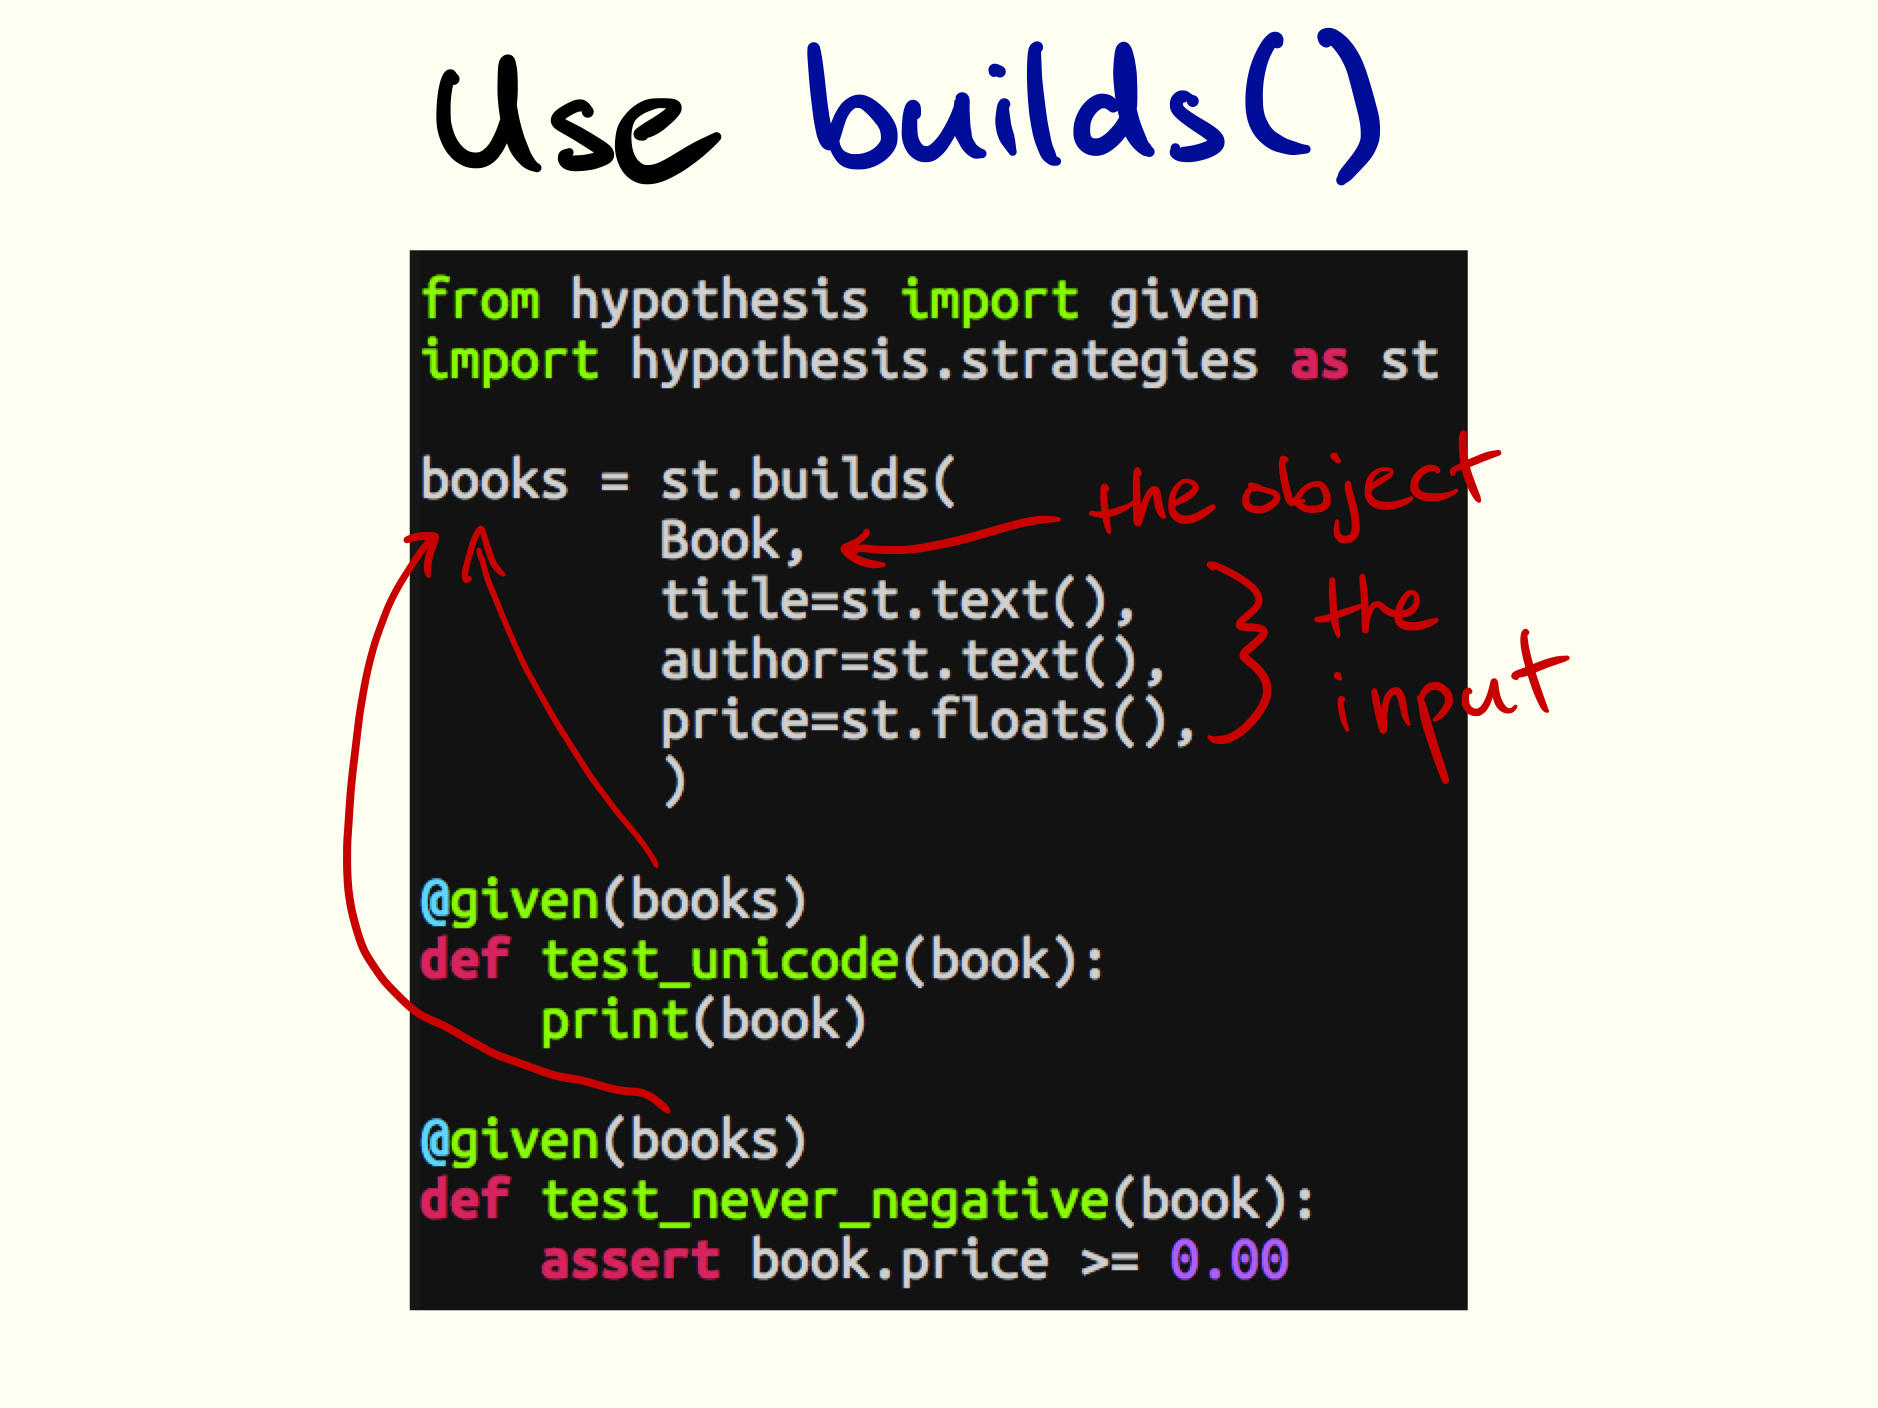 Use builds()
from hypothesis import given
import hypothesis.strategies as st
books = st.builds(
Book,
the object
title=st.text(),
author=st.text(),
price=st.floats(),
)
the
input
@given(books)
def test_unicode(book):
print(book)
@given(books)
def test_never_negative(book):
assert book.price >= 0.00